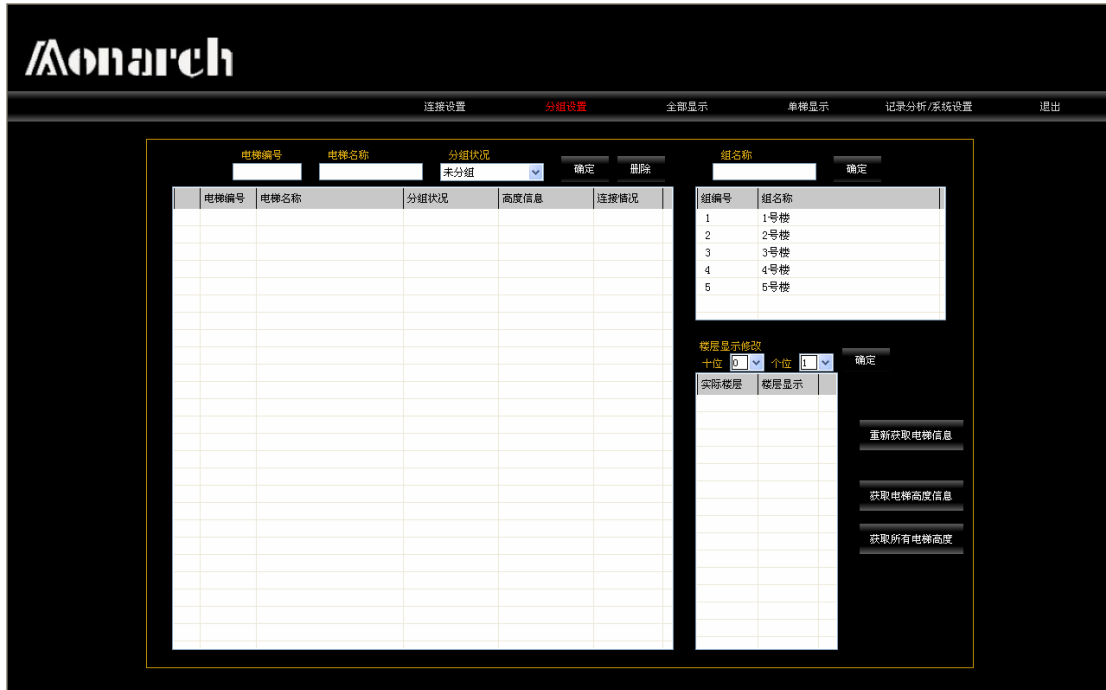 Monarch
连接设置 分组设置 全部显示 单梯显示 记录分析/系统设置 退出
电梯编号 电梯名称 分组状况 组名称
未分组 确定 删除 确定
电梯编号 电梯名称 分组状况 高度信息 连接情况
组编号 组名称
1 1号楼
2 2号楼
3 3号楼
4 4号楼
5 5号楼
楼层显示修改
十位 0 个位 1 确定
实际楼层 楼层显示
重新获取电梯信息
获取电梯高度信息
获取所有电梯高度